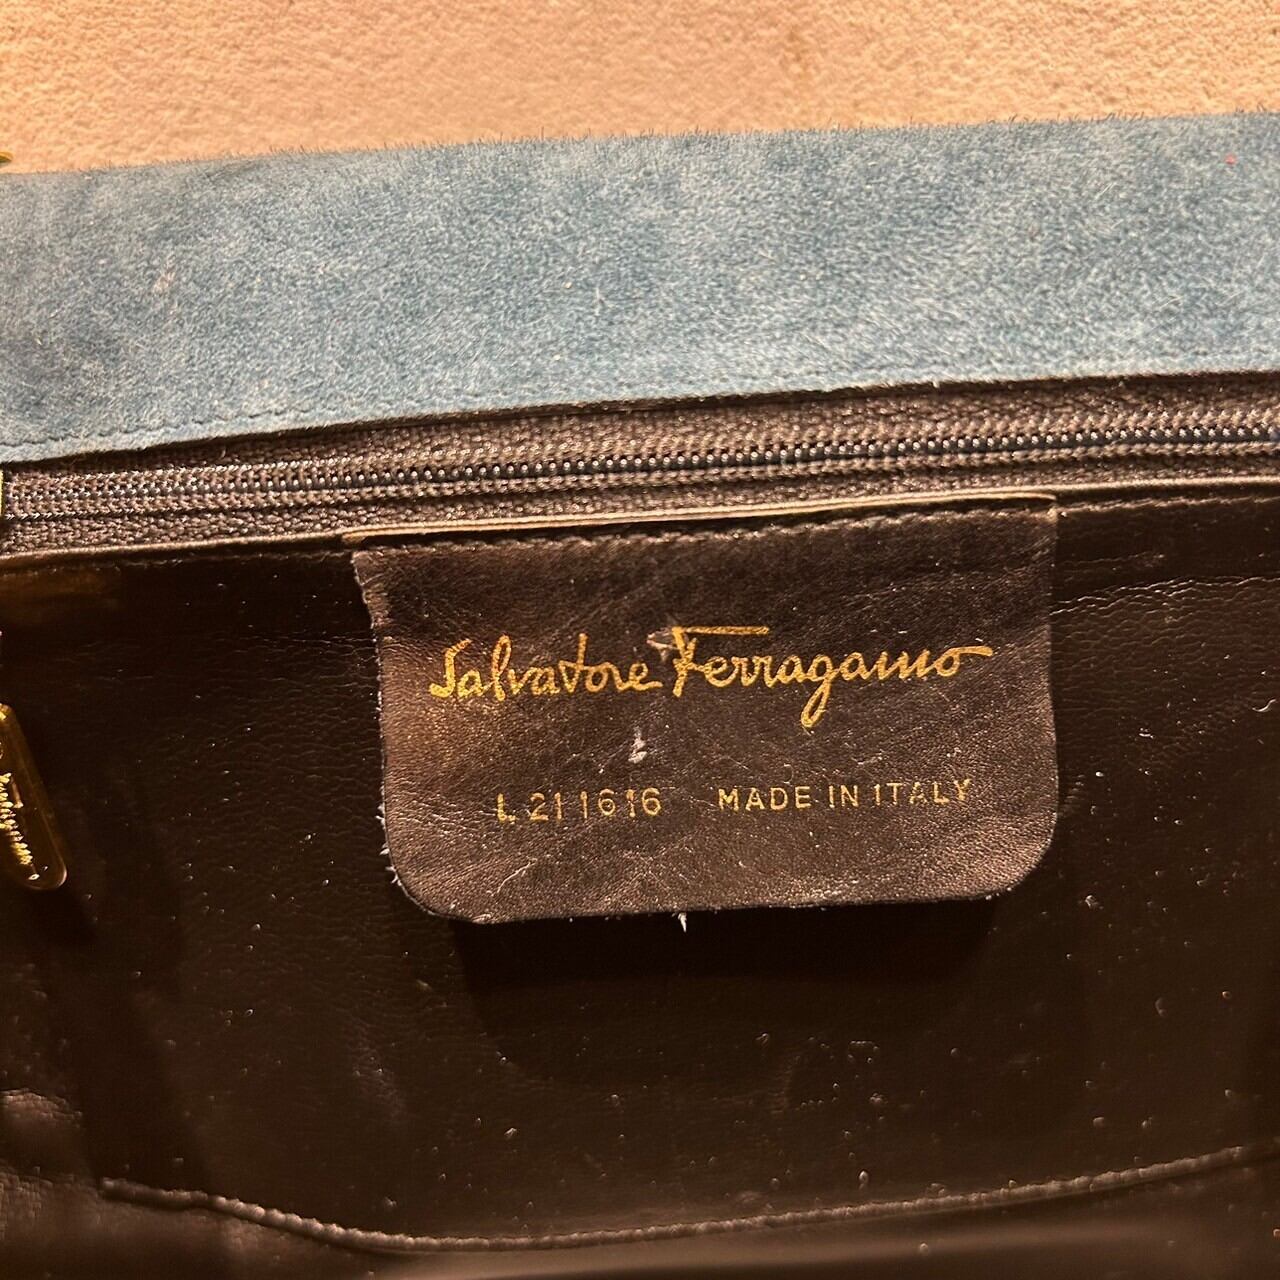 Salvatore Ferragamo
L 21 1616 MADE IN ITALY